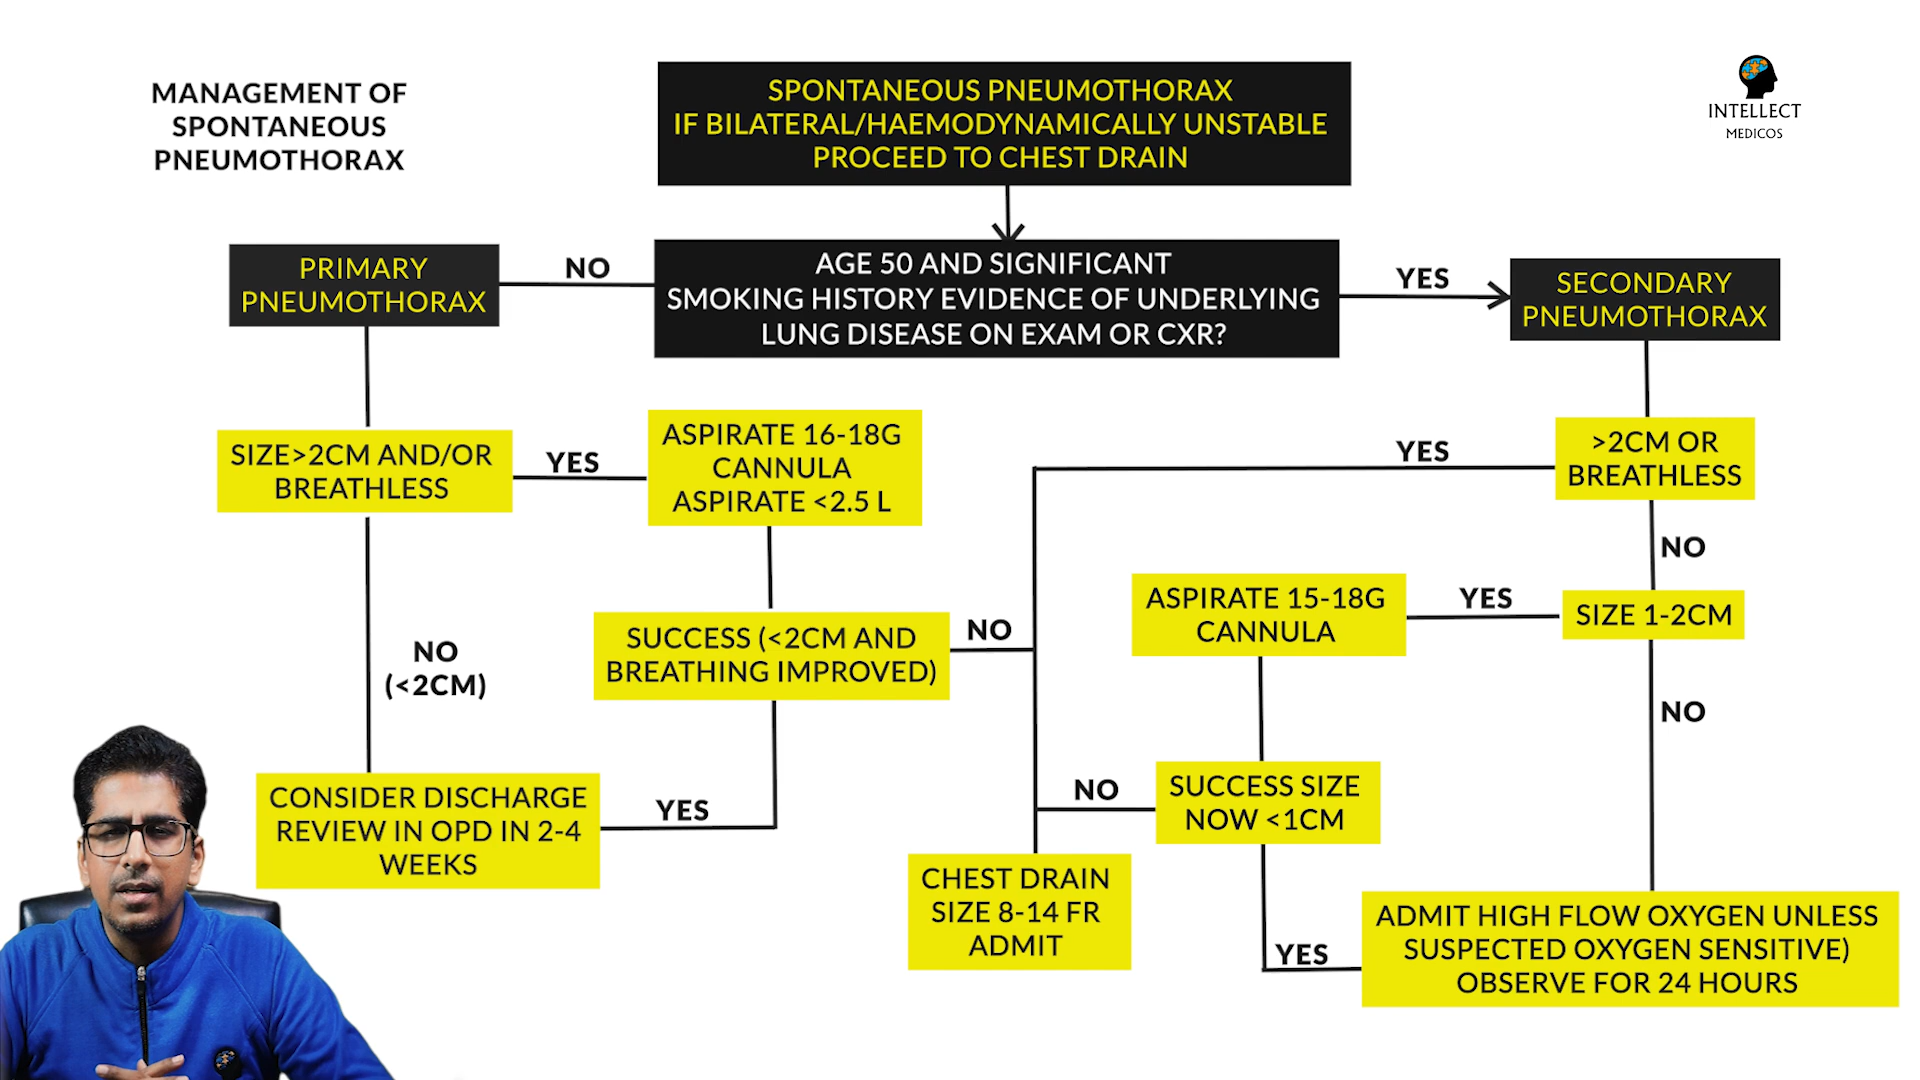 MANAGEMENT OF
SPONTANEOUS
PNEUMOTHORAX
SPONTANEOUS PNEUMOTHORAX
IF BILATERAL/HAEMODYNAMICALLY UNSTABLE
PROCEED TO CHEST DRAIN
INTELLECT
MEDICOS
PRIMARY
PNEUMOTHORAX
NO
AGE 50 AND SIGNIFICANT
SMOKING HISTORY EVIDENCE OF UNDERLYING
LUNG DISEASE ON EXAM OR CXR?
YES
SECONDARY
PNEUMOTHORAX
SIZE>2CM AND/OR
BREATHLESS
YES
ASPIRATE 16-18G
CANNULA
ASPIRATE <2.5 L
YES
>2CM OR
BREATHLESS
NO
ASPIRATE 15-18G
CANNULA
YES
SIZE 1-2CM
NO
(<2CM)
SUCCESS (<2CM AND
BREATHING IMPROVED)
NO
NO
CONSIDER DISCHARGE
REVIEW IN OPD IN 2-4
WEEKS
YES
NO
SUCCESS SIZE
NOW <1CM
CHEST DRAIN
SIZE 8-14 FR
ADMIT
YES
ADMIT HIGH FLOW OXYGEN UNLESS
SUSPECTED OXYGEN SENSITIVE)
OBSERVE FOR 24 HOURS